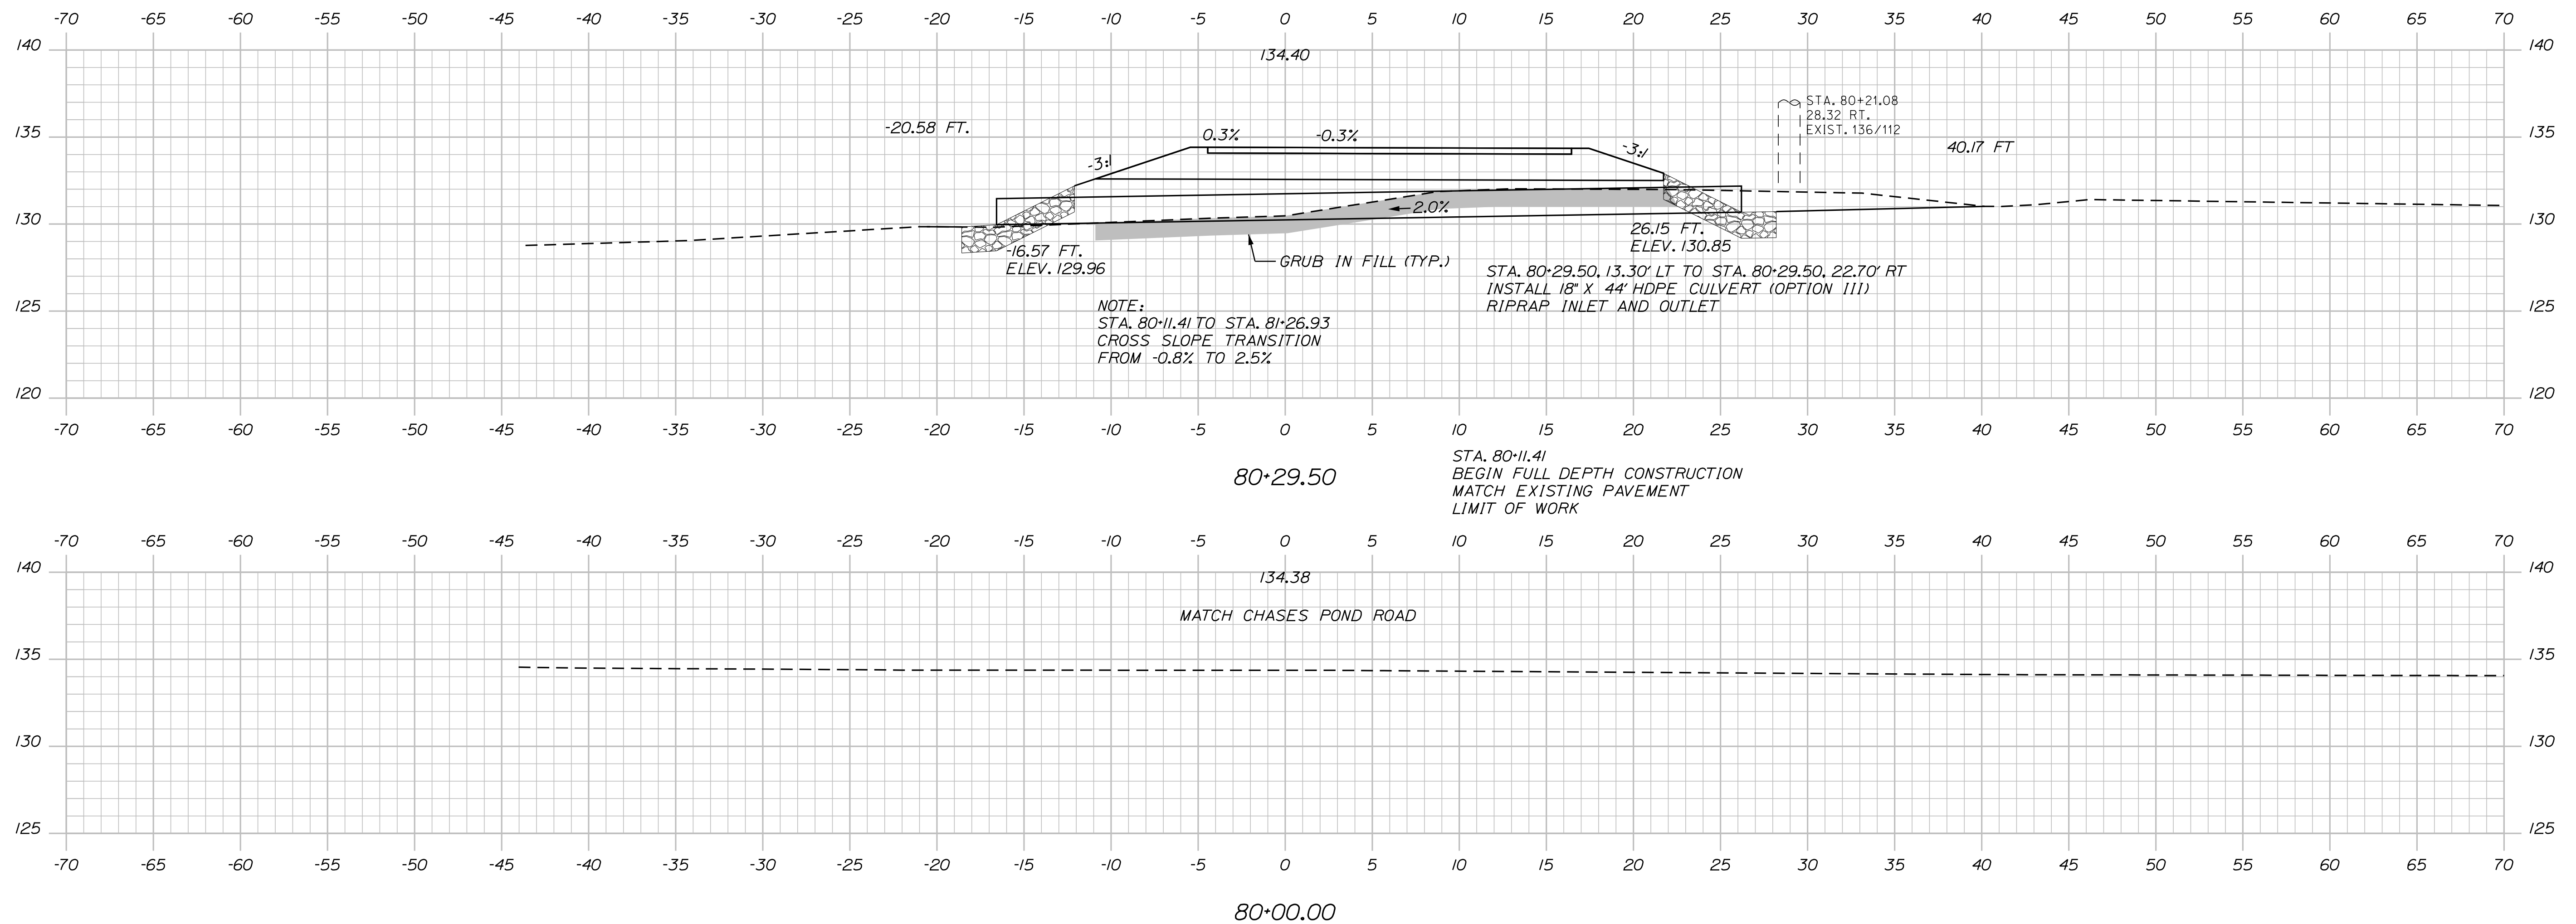 -70 -65 -60 -55 -50 -45 -40 -35 -30 -25 -20 -15 -10 -5 0 5 10 15 20 25 30 35 40 45 50 55 60 65 70
140 140
134.40
STA. 80+21.08
28.32 RT.
EXIST. 136/112
-20.58 FT.
135 0.3% -0.3% 135
40.17 FT
-3:1 -3:1
2.0%
130 130
26.15 FT.
ELEV. 130.85
-16.57 FT.
ELEV. 129.96
GRUB IN FILL (TYP.)
STA. 80+29.50, 13.30' LT TO STA. 80+29.50, 22.70' RT
INSTALL 18" X 44' HDPE CULVERT (OPTION III)
RIPRAP INLET AND OUTLET
125 125
NOTE:
STA. 80+11.41 TO STA. 81+26.93
CROSS SLOPE TRANSITION
FROM -0.8% TO 2.5%
120 120
-70 -65 -60 -55 -50 -45 -40 -35 -30 -25 -20 -15 -10 -5 0 5 10 15 20 25 30 35 40 45 50 55 60 65 70
80+29.50
STA. 80+11.41
BEGIN FULL DEPTH CONSTRUCTION
MATCH EXISTING PAVEMENT
LIMIT OF WORK
-70 -65 -60 -55 -50 -45 -40 -35 -30 -25 -20 -15 -10 -5 0 5 10 15 20 25 30 35 40 45 50 55 60 65 70
140 140
134.38
MATCH CHASES POND ROAD
135 135
130 130
125 125
-70 -65 -60 -55 -50 -45 -40 -35 -30 -25 -20 -15 -10 -5 0 5 10 15 20 25 30 35 40 45 50 55 60 65 70
80+00.00